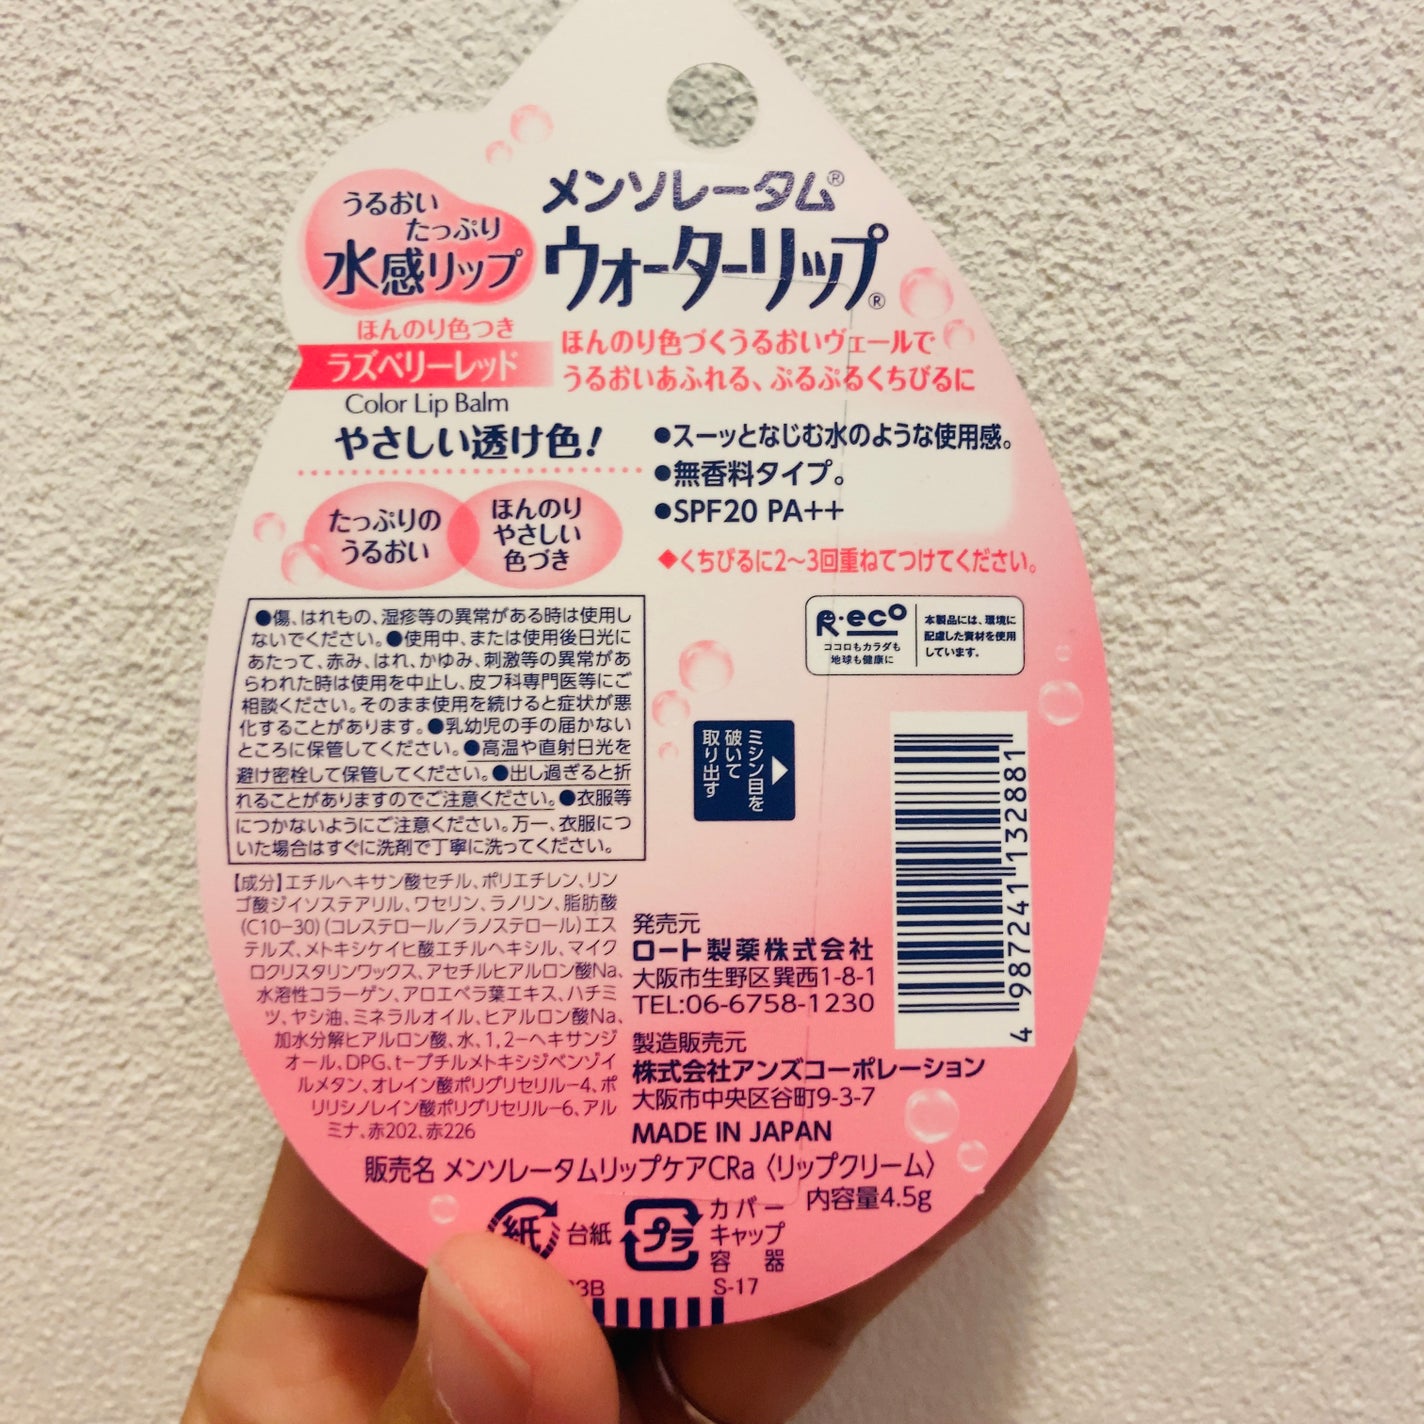 メンソレータム®
ウォーターリップ®
うるおい
たっぷり
水感リップ
ほんのり色つき
ラズベリーレッド
Color Lip Balm
やさしい透け色!
たっぷりの
うるおい
ほんのり
やさしい
色づき
ほんのり色づくうるおいヴェールで
うるおいあふれる、ぷるぷるくちびるに
●スーッとなじむ水のような使用感。
●無香料タイプ。
●SPF20 PA++
◆くちびるに2〜3回重ねてつけてください。
R・eco
ココロもカラダも
地球も健康に
本製品には、環境に
配慮した資材を使用
しています。
●傷、はれもの、湿疹等の異常がある時は使用し
ないでください。●使用中、または使用後日光に
あたって、赤み、はれ、かゆみ、刺激等の異常があ
らわれた時は使用を中止し、皮フ科専門医等にご
相談ください。そのまま使用を続けると症状が悪
化することがあります。●乳幼児の手の届かない
ところに保管してください。●高温や直射日光を
避け密栓して保管してください。●出し過ぎると折
れることがありますのでご注意ください。●衣服等
につかないようにご注意ください。万一、衣服につ
いた場合はすぐに洗剤で丁寧に洗ってください。
ミシン目を
破いて
取り出す
【成分】エチルヘキサン酸セチル、ポリエチレン、リン
ゴ酸ジイソステアリル、ワセリン、ラノリン、脂肪酸
(C10-30)(コレステロール/ラノステロール)エス
テルズ、メトキシケイヒ酸エチルヘキシル、マイク
ロクリスタリンワックス、アセチルヒアルロン酸Na、
水溶性コラーゲン、アロエベラ葉エキス、ハチミ
ツ、ヤシ油、ミネラルオイル、ヒアルロン酸Na、
加水分解ヒアルロン酸、水、1,2-ヘキサンジ
オール、DPG、t-ブチルメトキシジベンゾイ
ルメタン、オレイン酸ポリグリセリル-4、ポ
リリシノレイン酸ポリグリセリル-6、アル
ミナ、赤202、赤226
発売元
ロート製薬株式会社
大阪市生野区巽西1-8-1
TEL:06-6758-1230
製造販売元
株式会社アンズコーポレーション
大阪市中央区谷町9-3-7
MADE IN JAPAN
4 987241 132881
販売名 メンソレータムリップケアCRa〈リップクリーム〉
内容量4.5g
紙
台紙
プラ
カバー
キャップ
容器
3B
S-17